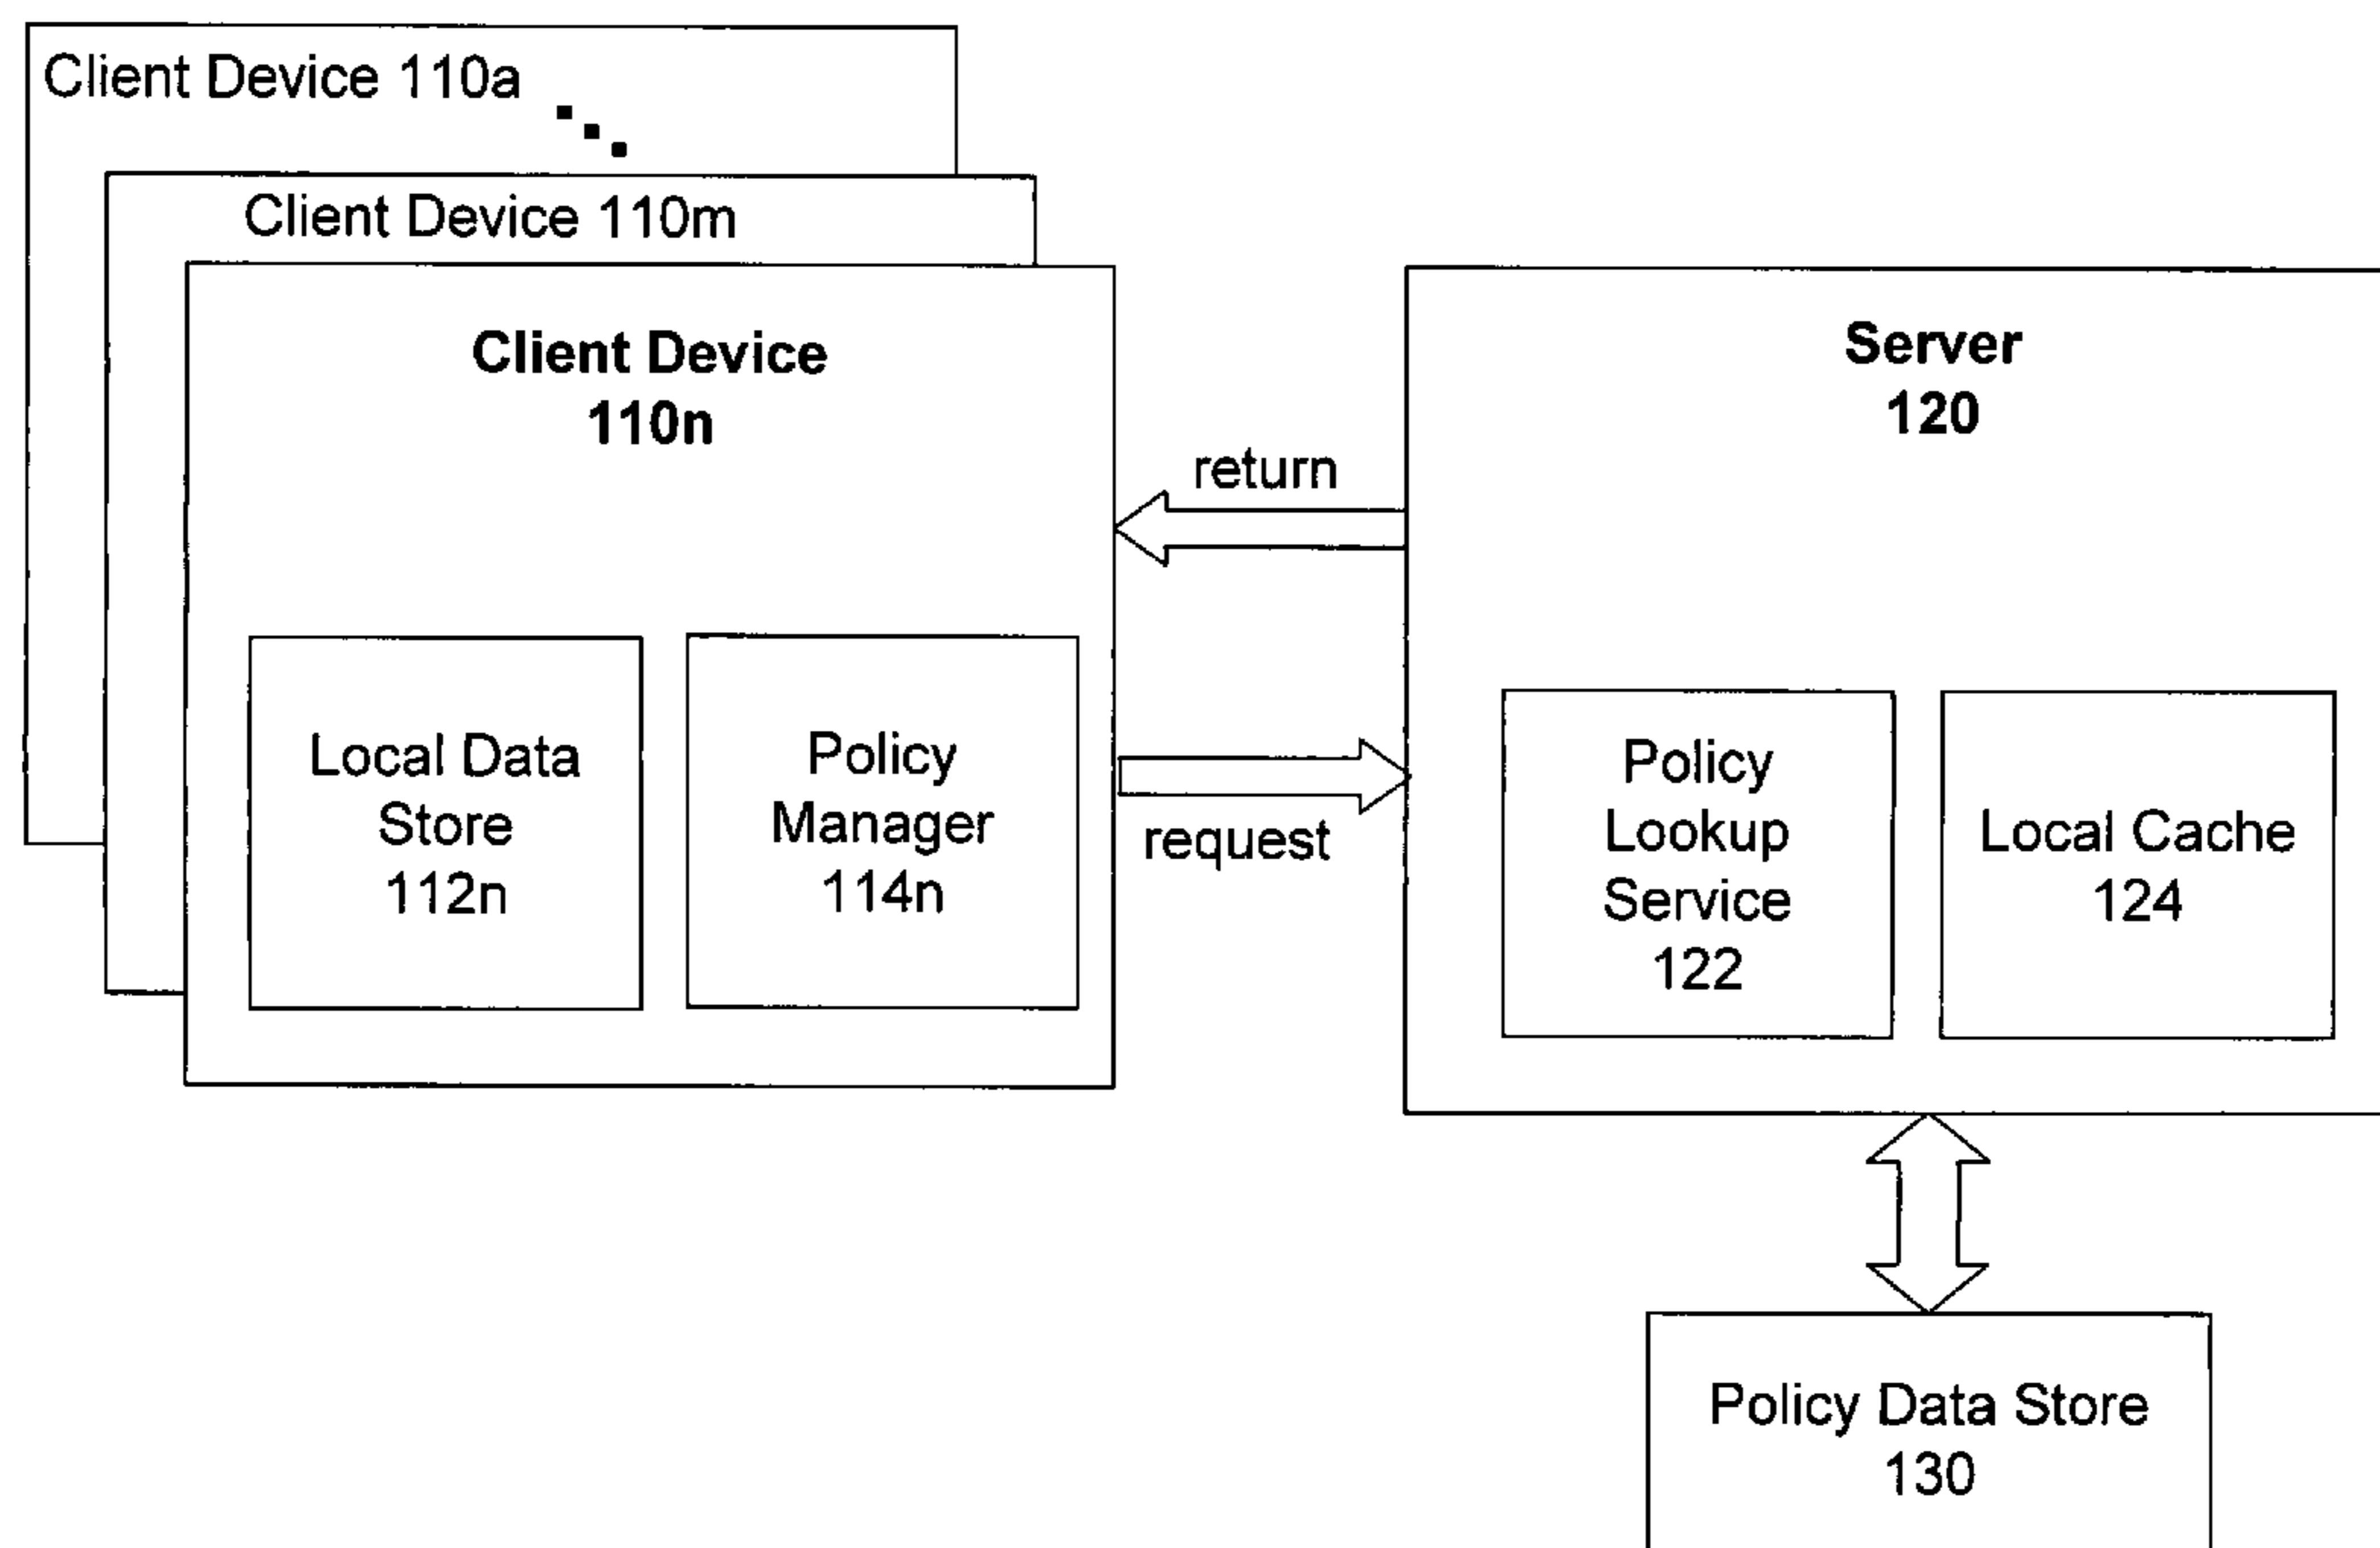 Client Device 110a
Client Device 110m
Client Device
110n
Local Data
Store
112n
Policy
Manager
114n
return
request
Server
120
Policy
Lookup
Service
122
Local Cache
124
Policy Data Store
130